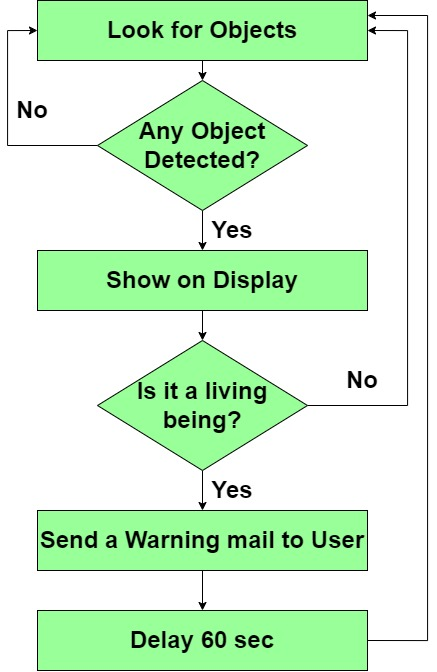 Look for Objects
No
Any Object
Detected?
Yes
Show on Display
Is it a living
being?
No
Yes
Send a Warning mail to User
Delay 60 sec